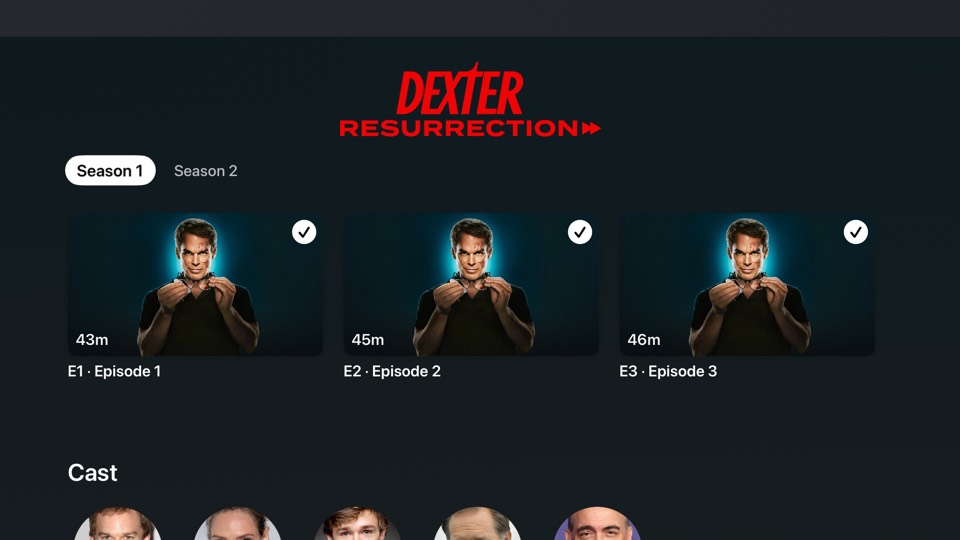 DEXTER
RESURRECTION
Season 1 Season 2
43m 45m 46m
E1 · Episode 1 E2 · Episode 2 E3 · Episode 3
Cast